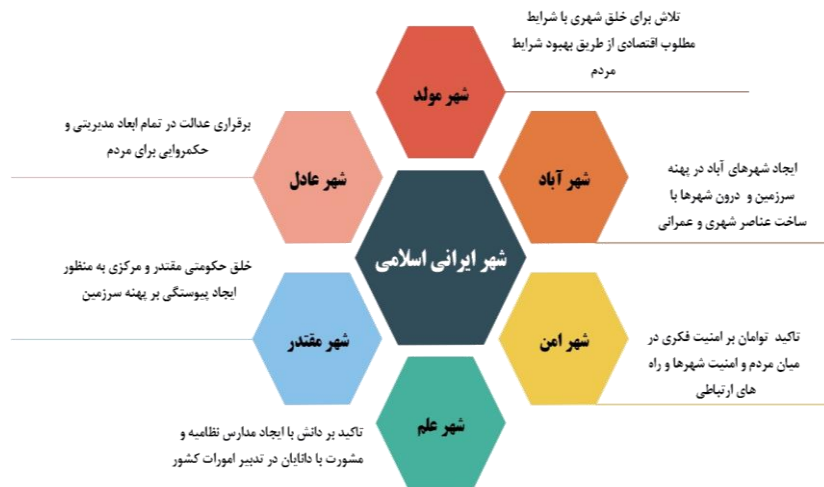 تلاش برای خلق شهری با شرایط
مطلوب اقتصادی از طریق بهبود شرایط
مردم
شهر مولد
ایجاد شهرهای آباد در پهنه
سرزمین و درون شهرها با
ساخت عناصر شهری و عمرانی
شهر آباد
برقراری عدالت در تمام ابعاد مدیریتی و
حکمروایی برای مردم
شهر عادل
شهر ایرانی اسلامی
تاکید توامان بر امنیت فکری در
میان مردم و امنیت شهرها و راه
های ارتباطی
شهر امن
خلق حکومتی مقتدر و مرکزی به منظور
ایجاد پیوستگی بر پهنه سرزمین
شهر مقتدر
شهر علم
تاکید بر دانش با ایجاد مدارس نظامیه و
مشورت با دانایان در تدبیر امورات کشور